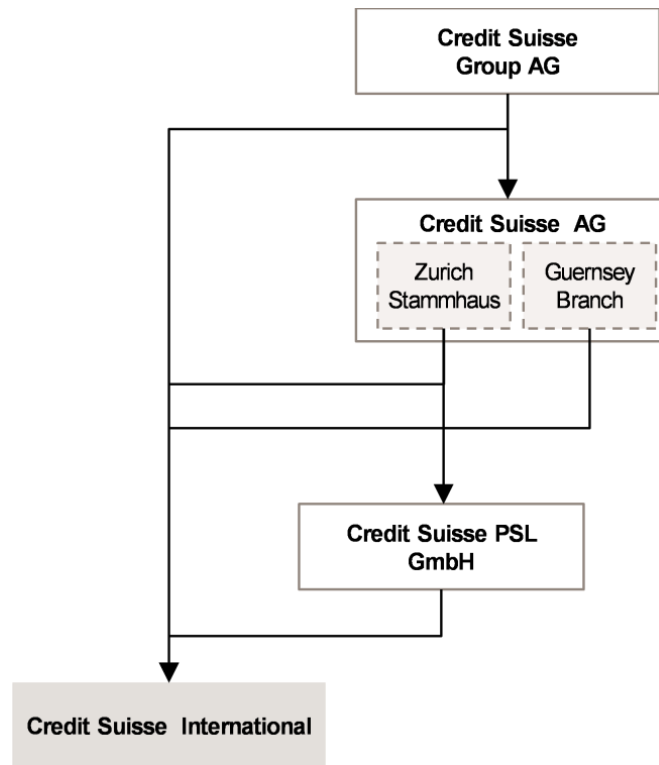 Credit Suisse
Group AG
Credit Suisse AG
Zurich
Stammhaus
Guernsey
Branch
Credit Suisse PSL
GmbH
Credit Suisse International